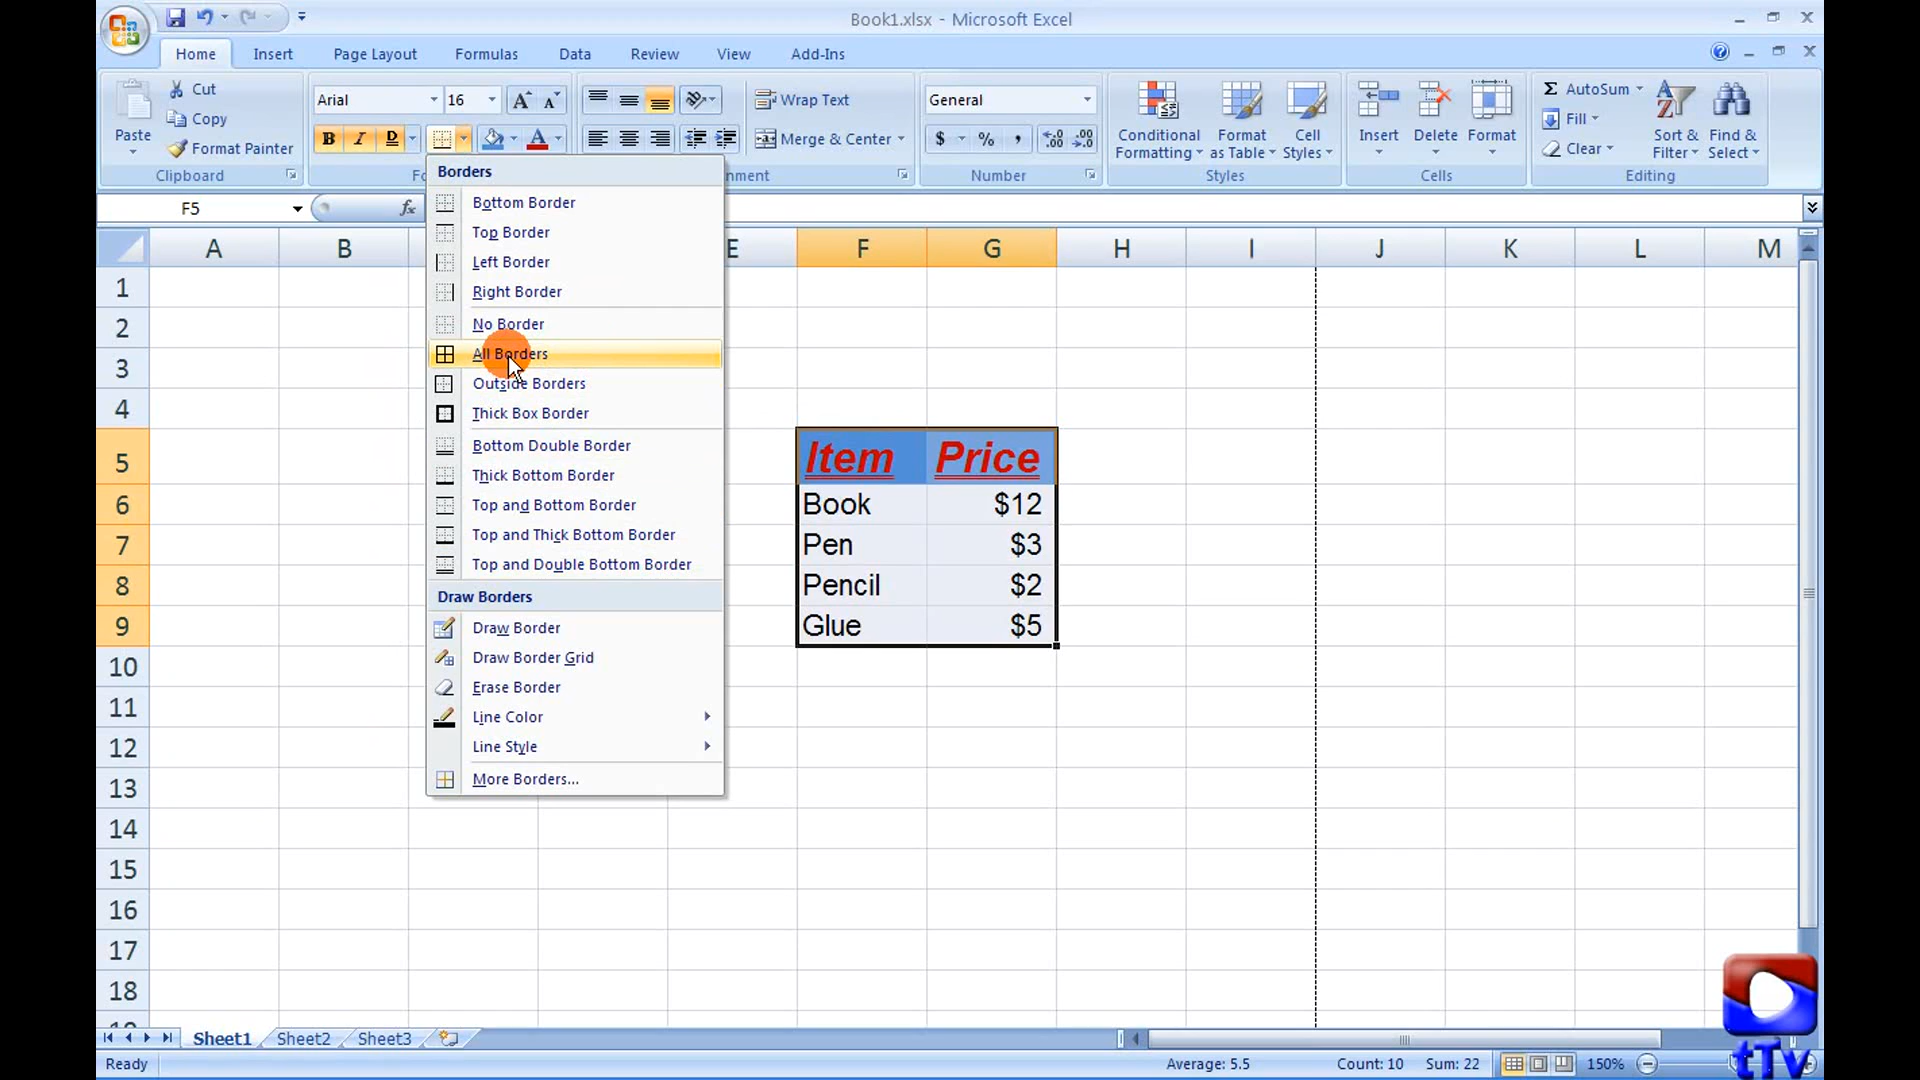 Book1.xlsx - Microsoft Excel
Home Insert Page Layout Formulas Data Review View Add-Ins
Paste
Cut
Copy
Format Painter
Clipboard
Arial 16
B I D
General
$ % ,
Number
Wrap Text
Merge & Center
nment
Conditional Formatting
Format as Table
Cell Styles
Styles
Insert Delete Format
Cells
AutoSum
Fill
Clear
Sort & Filter
Find & Select
Editing
F5 fx
Borders
Bottom Border
Top Border
Left Border
Right Border
No Border
All Borders
Outside Borders
Thick Box Border
Bottom Double Border
Thick Bottom Border
Top and Bottom Border
Top and Thick Bottom Border
Top and Double Bottom Border
Draw Borders
Draw Border
Draw Border Grid
Erase Border
Line Color
Line Style
More Borders...
A B E F G H I J K L M
1
2
3
4
5 Item Price
6 Book $12
7 Pen $3
8 Pencil $2
9 Glue $5
10
11
12
13
14
15
16
17
18
Sheet1 Sheet2 Sheet3
Ready Average: 5.5 Count: 10 Sum: 22 150%
tTv